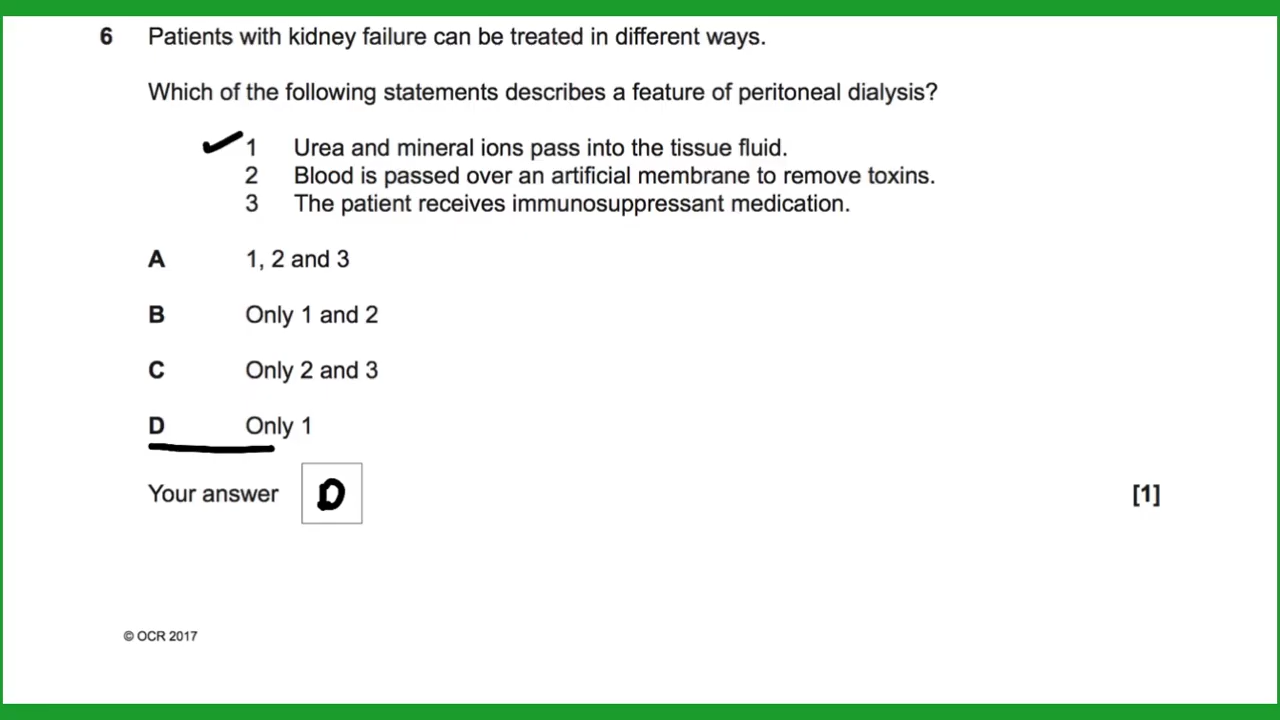 6 Patients with kidney failure can be treated in different ways.
Which of the following statements describes a feature of peritoneal dialysis?
1 Urea and mineral ions pass into the tissue fluid.
2 Blood is passed over an artificial membrane to remove toxins.
3 The patient receives immunosuppressant medication.
A 1, 2 and 3
B Only 1 and 2
C Only 2 and 3
D Only 1
Your answer D [1]
© OCR 2017